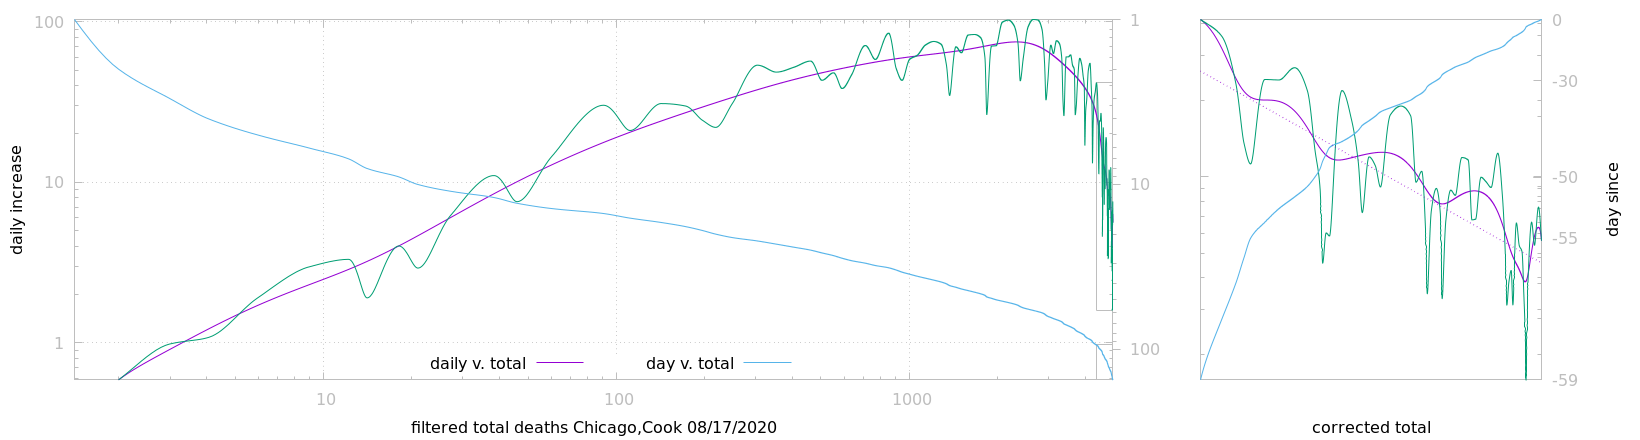 100
10
1
daily increase
10
100
1000
filtered total deaths Chicago,Cook 08/17/2020
daily v. total
day v. total
1
10
100
0
-30
-50
-55
-59
day since
corrected total